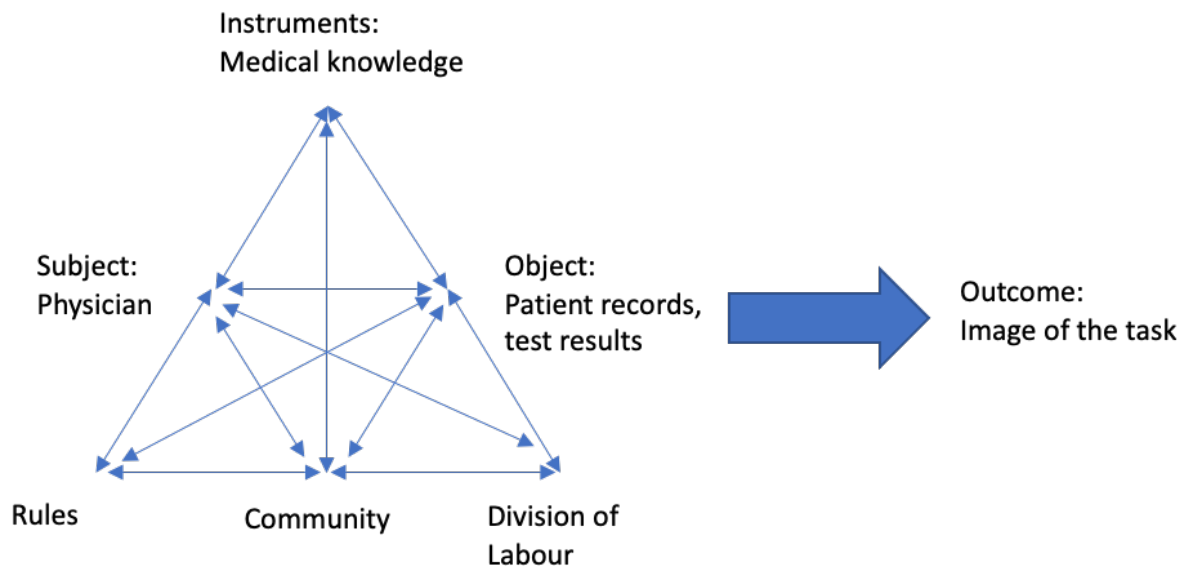 Instruments:
Medical knowledge
Subject:
Physician
Object:
Patient records,
test results
Outcome:
Image of the task
Rules
Community
Division of
Labour